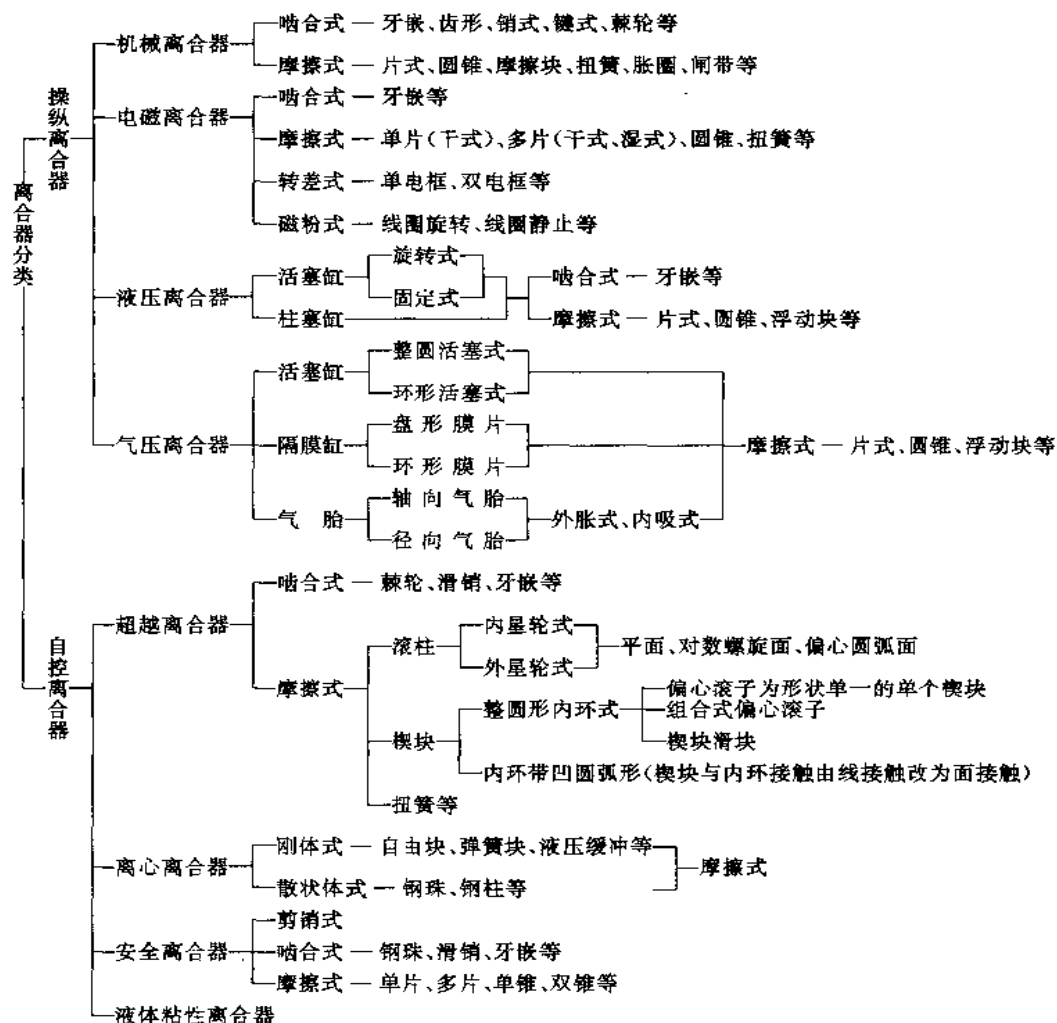 离合器分类
操纵离合器
机械离合器
啮合式 — 牙嵌、齿形、销式、键式、棘轮等
摩擦式 — 片式、圆锥、摩擦块、扭簧、胀圈、闸带等
电磁离合器
啮合式 — 牙嵌等
摩擦式 — 单片(干式)、多片(干式、湿式)、圆锥、扭簧等
转差式 — 单电框、双电框等
磁粉式 — 线圈旋转、线圈静止等
液压离合器
活塞缸
旋转式
固定式
柱塞缸
啮合式 — 牙嵌等
摩擦式 — 片式、圆锥、浮动块等
气压离合器
活塞缸
整圆活塞式
环形活塞式
隔膜缸
盘形膜片
环形膜片
气胎
轴向气胎
径向气胎
外胀式、内吸式
摩擦式 — 片式、圆锥、浮动块等
自控离合器
超越离合器
啮合式 — 棘轮、滑销、牙嵌等
摩擦式
滚柱
内星轮式
外星轮式
平面、对数螺旋面、偏心圆弧面
楔块
整圆形内环式
偏心滚子为形状单一的单个楔块
组合式偏心滚子
楔块滑块
内环带凹圆弧形(楔块与内环接触由线接触改为面接触)
扭簧等
离心离合器
刚体式 — 自由块、弹簧块、液压缓冲等
散状体式 — 钢珠、钢柱等
摩擦式
安全离合器
剪销式
啮合式 — 钢珠、滑销、牙嵌等
摩擦式 — 单片、多片、单锥、双锥等
液体粘性离合器